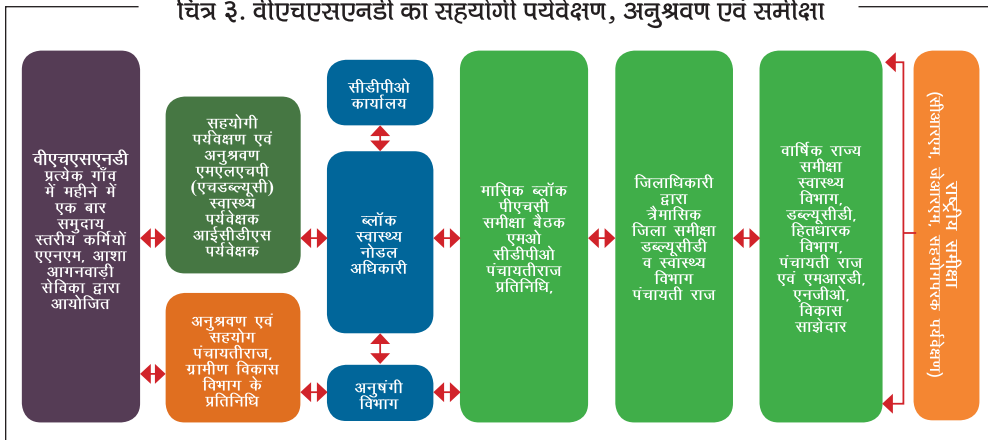 चित्र ३. वीएचएसएनडी का सहयोगी पर्यवेक्षण, अनुश्रवण एवं समीक्षा
वीएचएसएनडी
प्रत्येक गाँव
में महीने में
एक बार
समुदाय
स्तरीय कर्मियों
एएनएम, आशा
आगनवाड़ी
सेविका द्वारा
आयोजित
सहयोगी
पर्यवेक्षण एवं
अनुश्रवण
एमएलएचपी
(एचडब्ल्यूसी)
स्वास्थ्य
पर्यवेक्षक
आईसीडीएस
पर्यवेक्षक
अनुश्रवण एवं
सहयोग
पंचायतीराज,
ग्रामीण विकास
विभाग के
प्रतिनिधि
सीडीपीओ
कार्यालय
ब्लॉक
स्वास्थ्य
नोडल
अधिकारी
अनुषंगी
विभाग
मासिक ब्लॉक
पीएचसी
समीक्षा बैठक
एमओ
सीडीपीओ
पंचायतीराज
प्रतिनिधि,
जिलाधिकारी
द्वारा
त्रैमासिक
जिला समीक्षा
डब्ल्यूसीडी
व स्वास्थ्य
विभाग
पंचायती राज
वार्षिक राज्य
समीक्षा
स्वास्थ्य
विभाग,
डब्ल्यूसीडी,
हितधारक
विभाग,
पंचायती राज
एवं एमआरडी,
एनजीओ,
विकास
साझेदार
राष्ट्रीय समीक्षा
(सीआरएम, जेआरएम, सहयोगपरक पर्यवेक्षण)